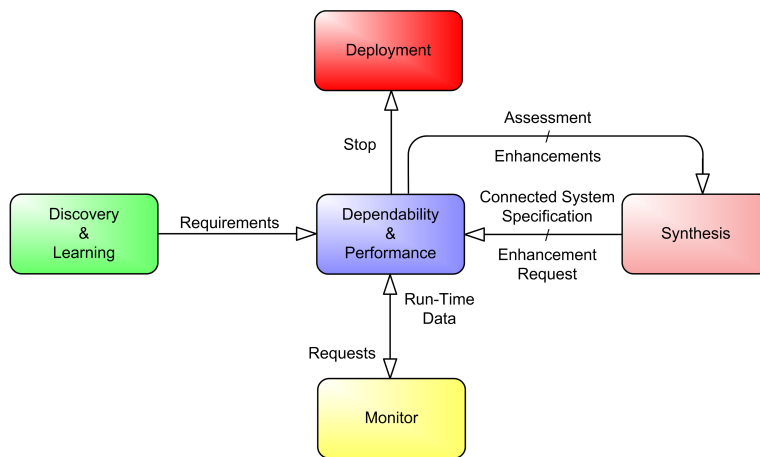 Deployment
Stop
Assessment
Enhancements
Discovery
&
Learning
Requirements
Dependability
&
Performance
Connected System
Specification
Enhancement
Request
Synthesis
Run-Time
Data
Requests
Monitor